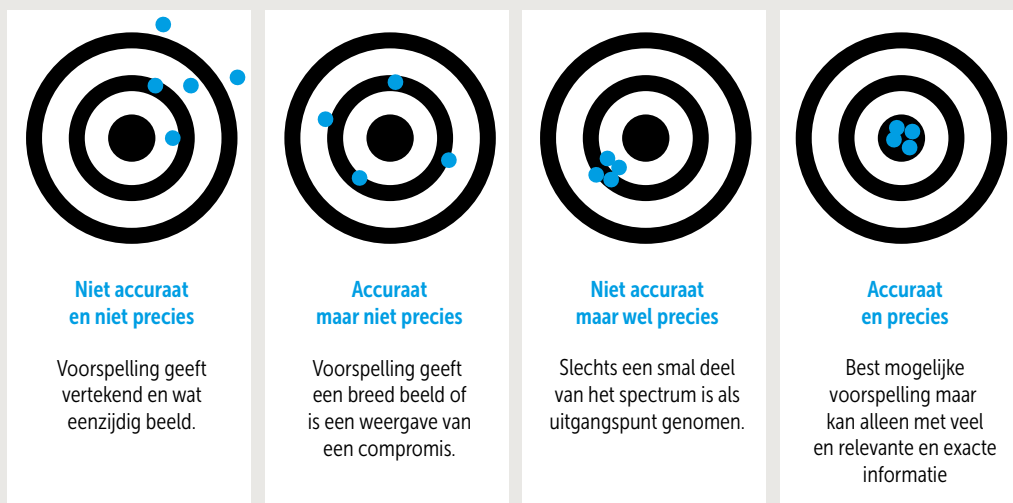 Niet accuraat
en niet precies
Voorspelling geeft
vertekend en wat
eenzijdig beeld.
Accuraat
maar niet precies
Voorspelling geeft
een breed beeld of
is een weergave van
een compromis.
Niet accuraat
maar wel precies
Slechts een smal deel
van het spectrum is als
uitgangspunt genomen.
Accuraat
en precies
Best mogelijke
voorspelling maar
kan alleen met veel
en relevante en exacte
informatie